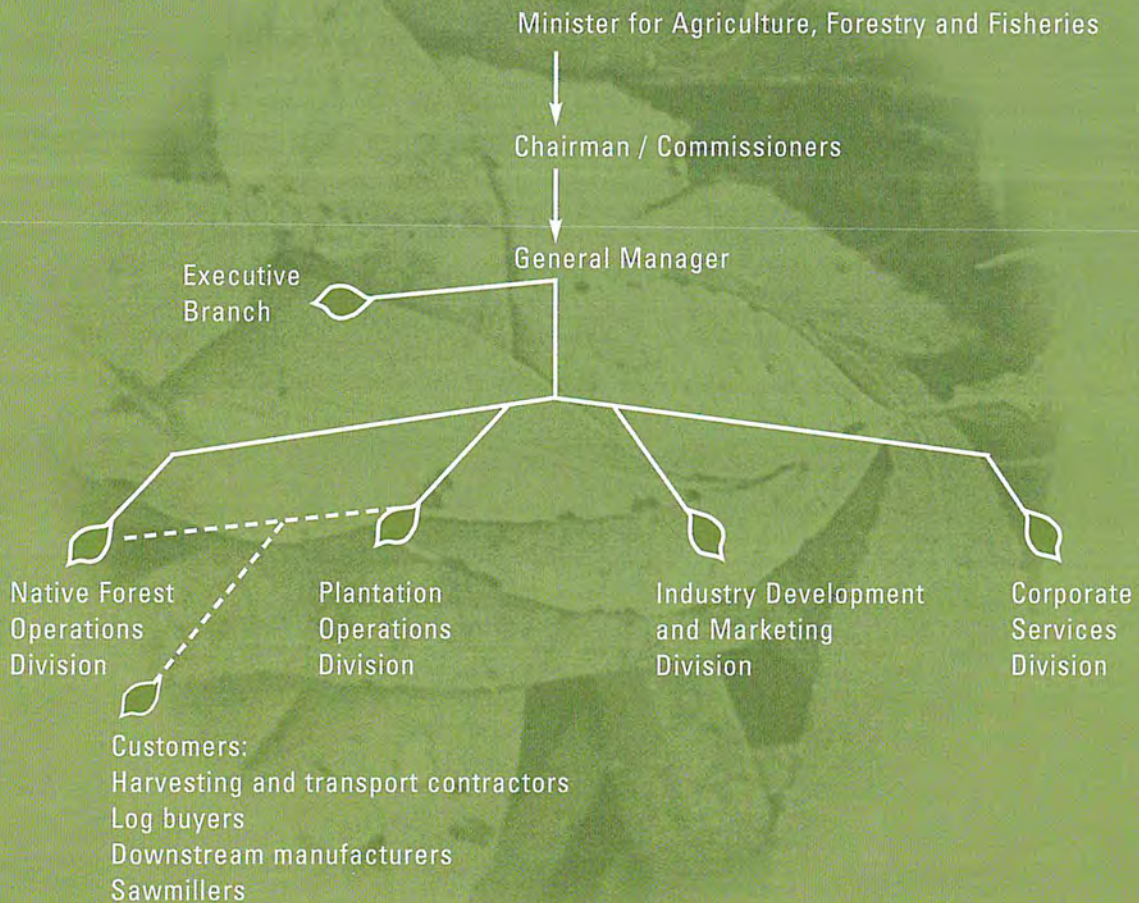 Minister for Agriculture, Forestry and Fisheries
Chairman / Commissioners
General Manager
Executive
Branch
Native Forest
Operations
Division
Plantation
Operations
Division
Industry Development
and Marketing
Division
Corporate
Services
Division
Customers:
Harvesting and transport contractors
Log buyers
Downstream manufacturers
Sawmillers